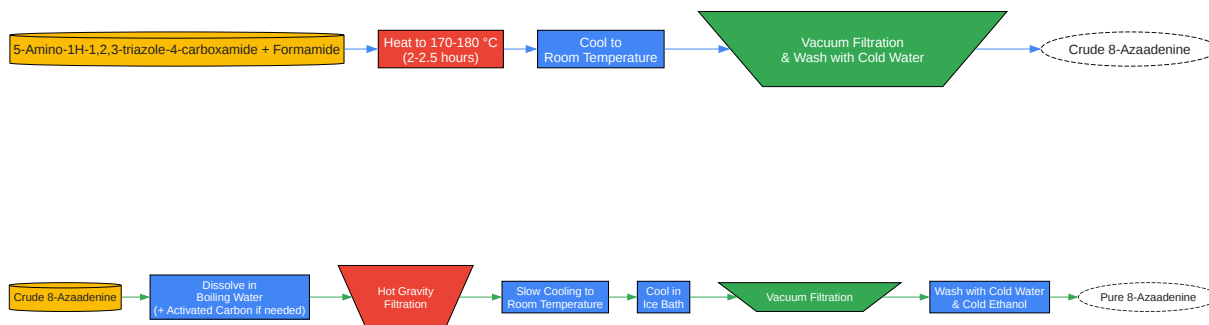 5-Amino-1H-1,2,3-triazole-4-carboxamide + Formamide
Heat to 170-180 °C
(2-2.5 hours)
Cool to
Room Temperature
Vacuum Filtration
& Wash with Cold Water
Crude 8-Azaadenine
Crude 8-Azaadenine
Dissolve in
Boiling Water
(+ Activated Carbon if needed)
Hot Gravity
Filtration
Slow Cooling to
Room Temperature
Cool in
Ice Bath
Vacuum Filtration
Wash with Cold Water
& Cold Ethanol
Pure 8-Azaadenine